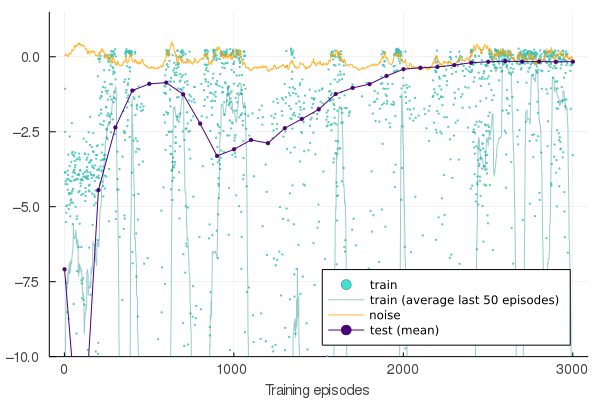 0.0
−2.5
−5.0
−7.5
−10.0
train
train (average last 50 episodes)
noise
test (mean)
0 1000 2000 3000
Training episodes